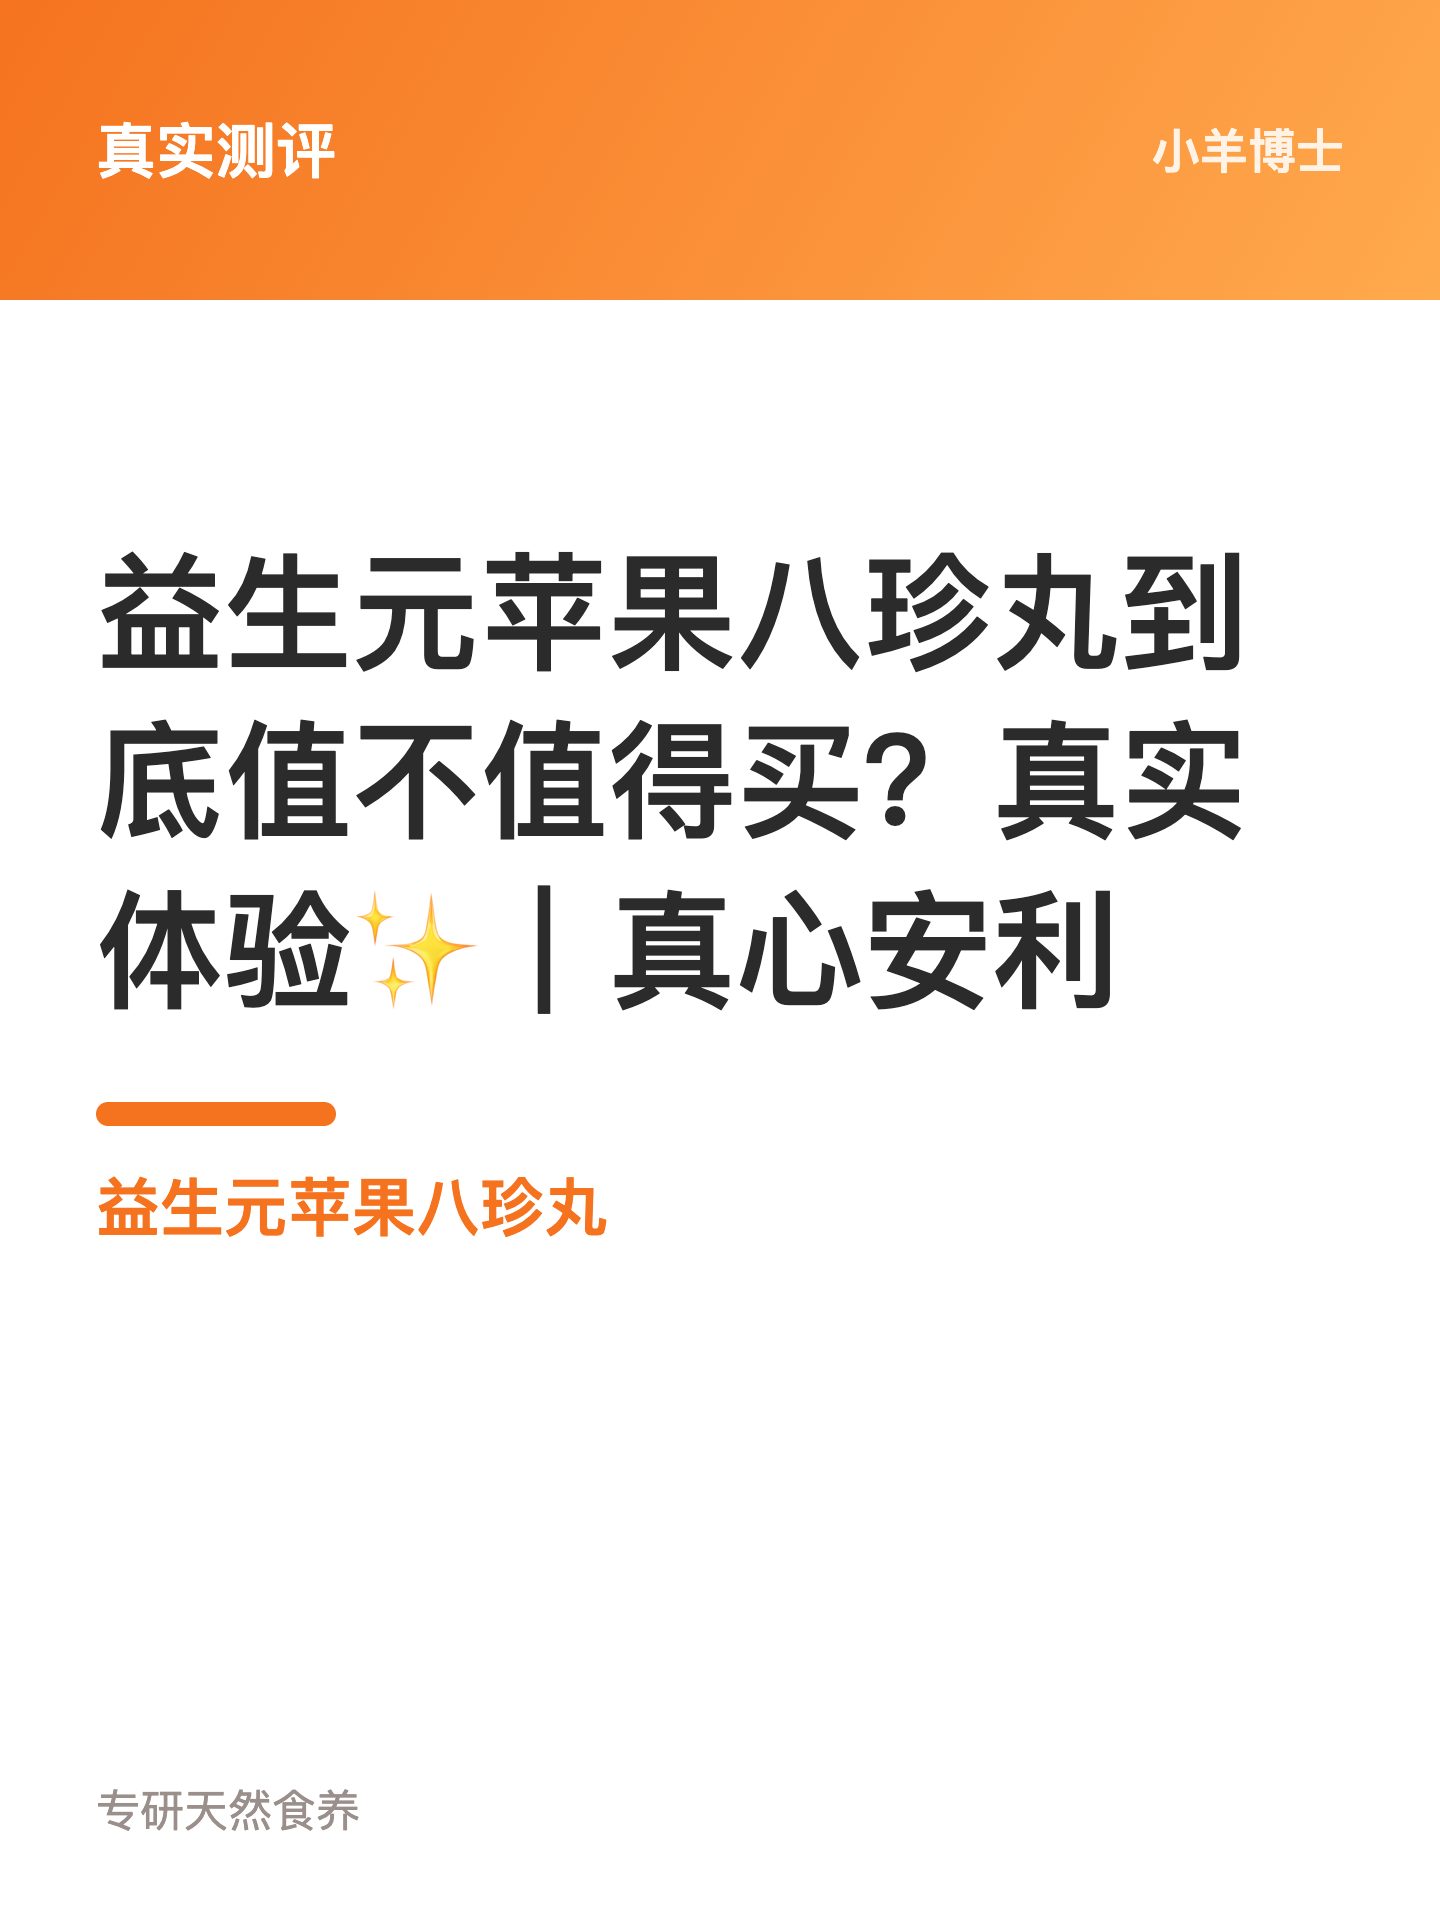 真实测评
小羊博士
益生元苹果八珍丸到
底值不值得买？真实
体验✨｜真心安利
益生元苹果八珍丸
专研天然食养